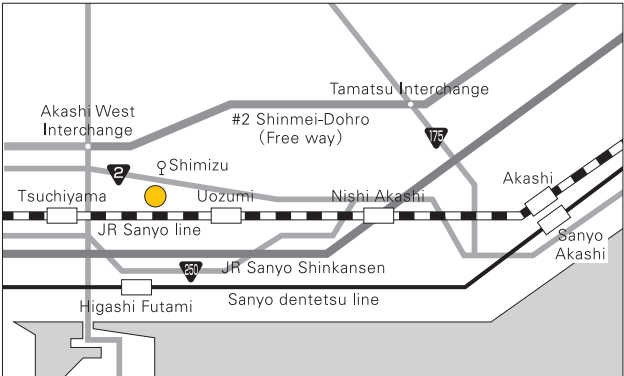 Tamatsu Interchange
Akashi West
Interchange
#2 Shinmei-Dohro
(Free way)
175
2
Shimizu
Akashi
Tsuchiyama
Uozumi
Nishi Akashi
JR Sanyo line
Sanyo
Akashi
250
JR Sanyo Shinkansen
Higashi Futami
Sanyo dentetsu line